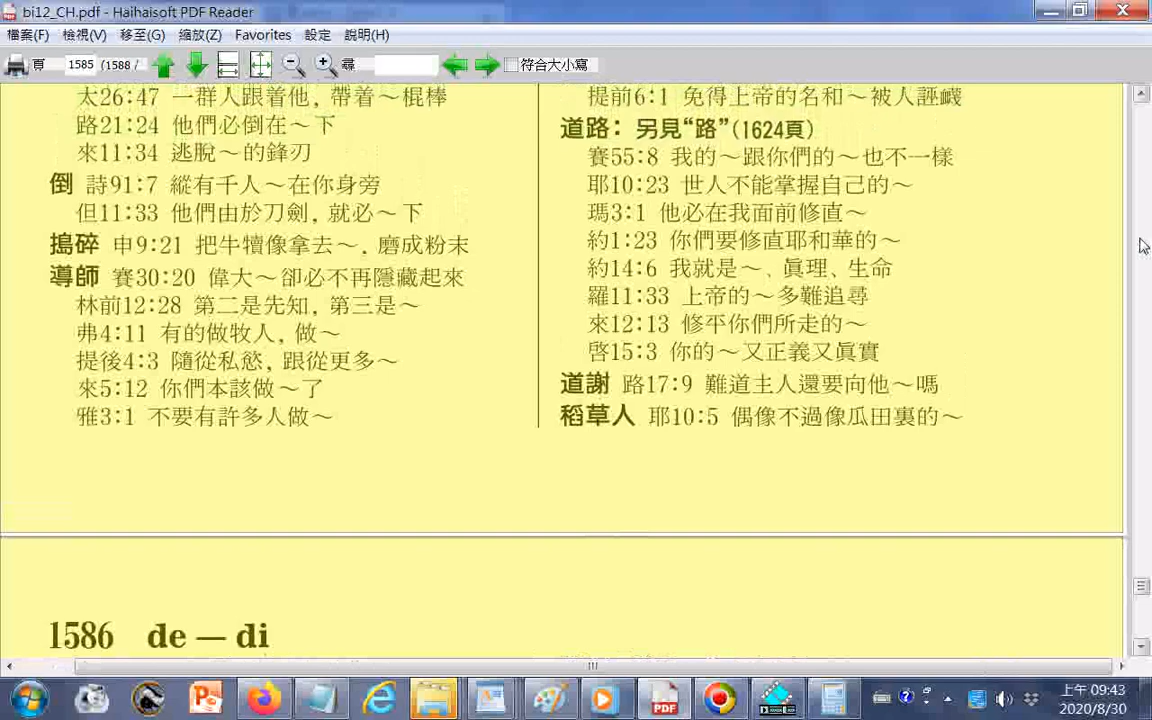 bi12_CH.pdf - Haihaisoft PDF Reader
檔案(F) 檢視(V) 移至(G) 縮放(Z) Favorites 設定 說明(H)
頁 1585 (1588 / 尋 符合大小寫
太26:47 一群人跟着他，帶着～棍棒
路21:24 他們必倒在～下
來11:34 逃脫～的鋒刃
倒 詩91:7 縱有千人～在你身旁
但11:33 他們由於刀劍，就必～下
搗碎 申9:21 把牛犢像拿去～，磨成粉末
導師 賽30:20 偉大～卻必不再隱藏起來
林前12:28 第二是先知，第三是～
弗4:11 有的做牧人，做～
提後4:3 隨從私慾，跟從更多～
來5:12 你們本該做～了
雅3:1 不要有許多人做～
提前6:1 免得上帝的名和～被人誣衊
道路：另見“路”(1624頁)
賽55:8 我的～跟你們的～也不一樣
耶10:23 世人不能掌握自己的～
瑪3:1 他必在我面前修直～
約1:23 你們要修直耶和華的～
約14:6 我就是～、眞理、生命
羅11:33 上帝的～多難追尋
來12:13 修平你們所走的～
啓15:3 你的～又正義又眞實
道謝 路17:9 難道主人還要向他～嗎
稻草人 耶10:5 偶像不過像瓜田裏的～
1586 de — di
上午 09:43
2020/8/30